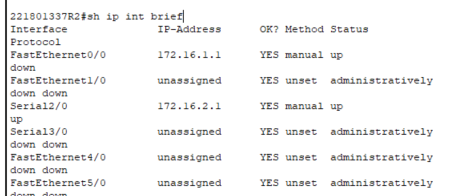 221801337R2#sh ip int brief
Interface IP-Address OK? Method Status
Protocol
FastEthernet0/0 172.16.1.1 YES manual up
down
FastEthernet1/0 unassigned YES unset administratively
down down
Serial2/0 172.16.2.1 YES manual up
up
Serial3/0 unassigned YES unset administratively
down down
FastEthernet4/0 unassigned YES unset administratively
down down
FastEthernet5/0 unassigned YES unset administratively
down down